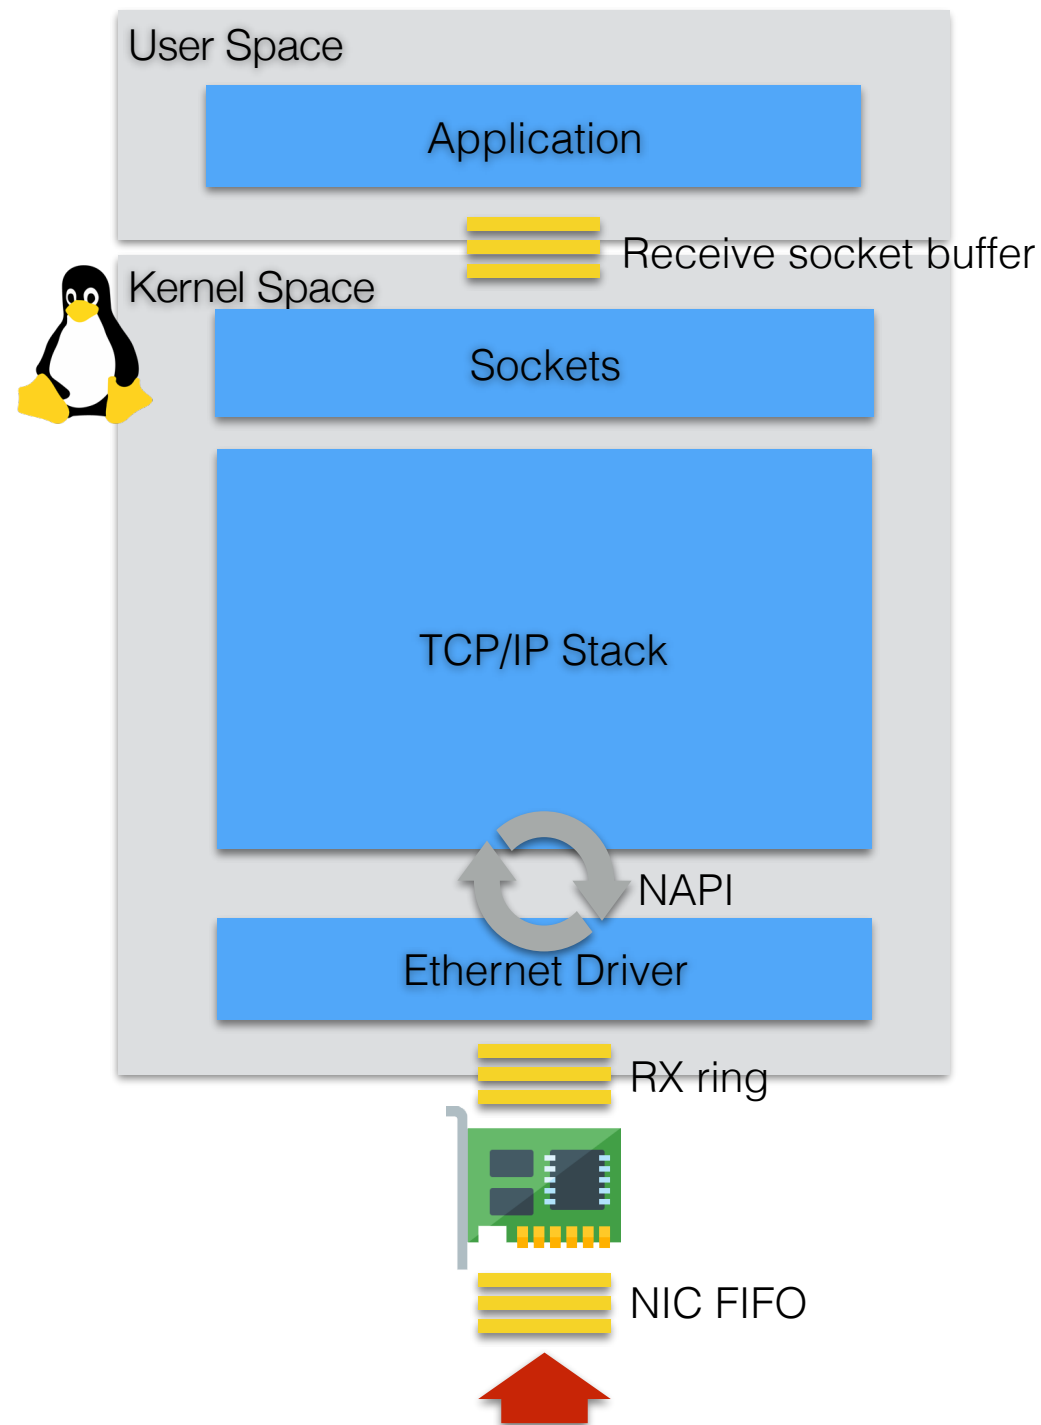 User Space
Application
Receive socket buffer
Kernel Space
Sockets
TCP/IP Stack
NAPI
Ethernet Driver
RX ring
NIC FIFO